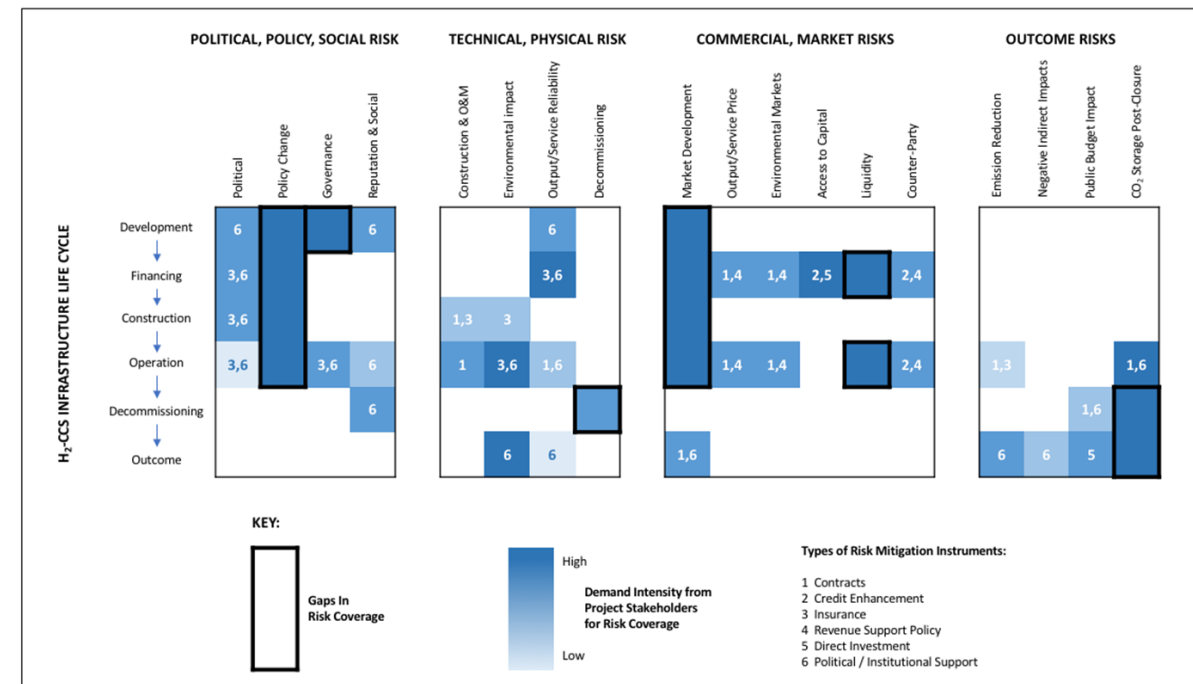 POLITICAL, POLICY, SOCIAL RISK
TECHNICAL, PHYSICAL RISK
COMMERCIAL, MARKET RISKS
OUTCOME RISKS
Political
Policy Change
Governance
Reputation & Social
Construction & O&M
Environmental impact
Output/Service Reliability
Decommissioning
Market Development
Output/Service Price
Environmental Markets
Access to Capital
Liquidity
Counter-Party
Emission Reduction
Negative Indirect Impacts
Public Budget Impact
CO₂ Storage Post-Closure
H₂-CCS INFRASTRUCTURE LIFE CYCLE
Development 6 6 6
Financing 3,6 3,6 1,4 1,4 2,5 2,4
Construction 3,6 1,3 3
Operation 3,6 3,6 6 1 3,6 1,6 1,4 1,4 2,4 1,3 1,6
Decommissioning 6 1,6
Outcome 6 6 1,6 6 6 5
KEY:
Gaps In
Risk Coverage
High
Demand Intensity from
Project Stakeholders
for Risk Coverage
Low
Types of Risk Mitigation Instruments:
1 Contracts
2 Credit Enhancement
3 Insurance
4 Revenue Support Policy
5 Direct Investment
6 Political / Institutional Support